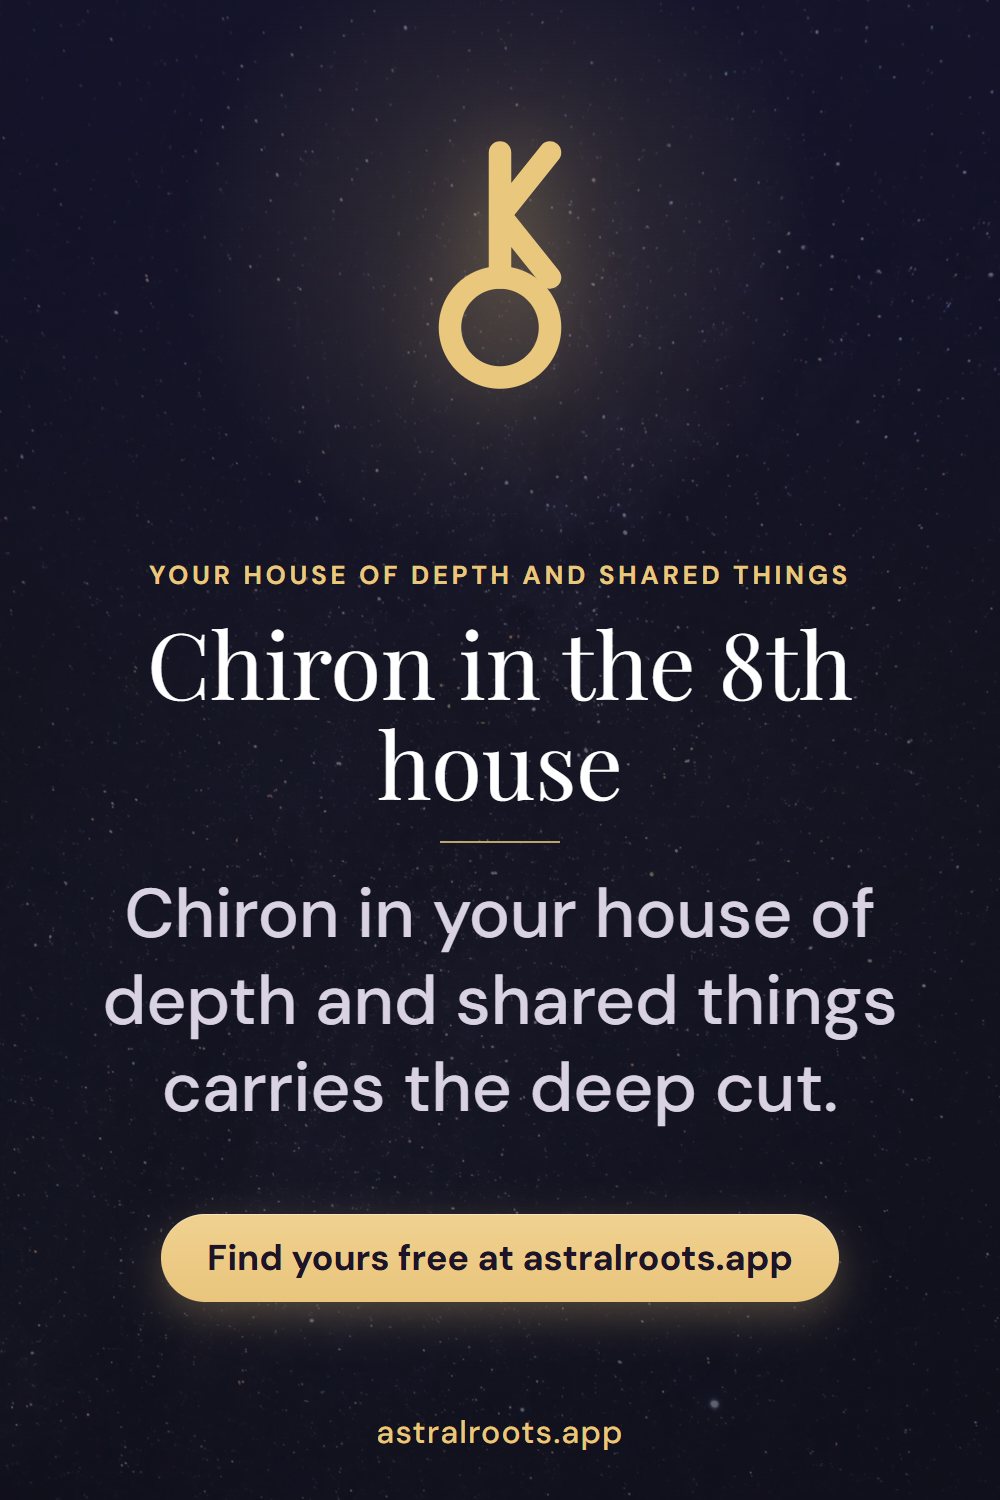 YOUR HOUSE OF DEPTH AND SHARED THINGS
Chiron in the 8th
house
Chiron in your house of
depth and shared things
carries the deep cut.
Find yours free at astralroots.app
astralroots.app